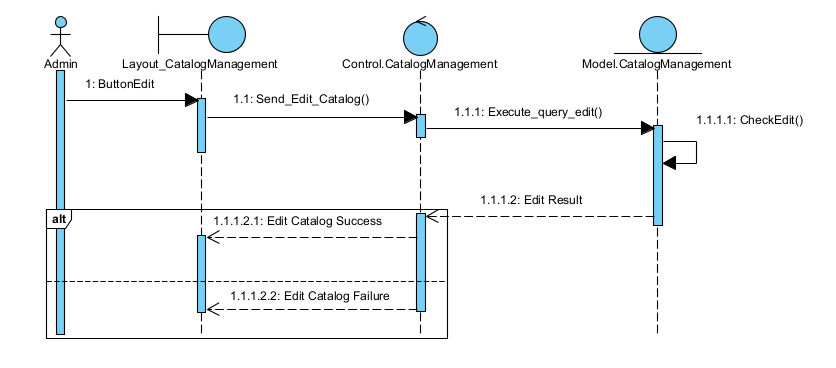 Admin
Layout_CatalogManagement
Control.CatalogManagement
Model.CatalogManagement
1: ButtonEdit
1.1: Send_Edit_Catalog()
1.1.1: Execute_query_edit()
1.1.1.1: CheckEdit()
1.1.1.2: Edit Result
alt
1.1.1.2.1: Edit Catalog Success
1.1.1.2.2: Edit Catalog Failure